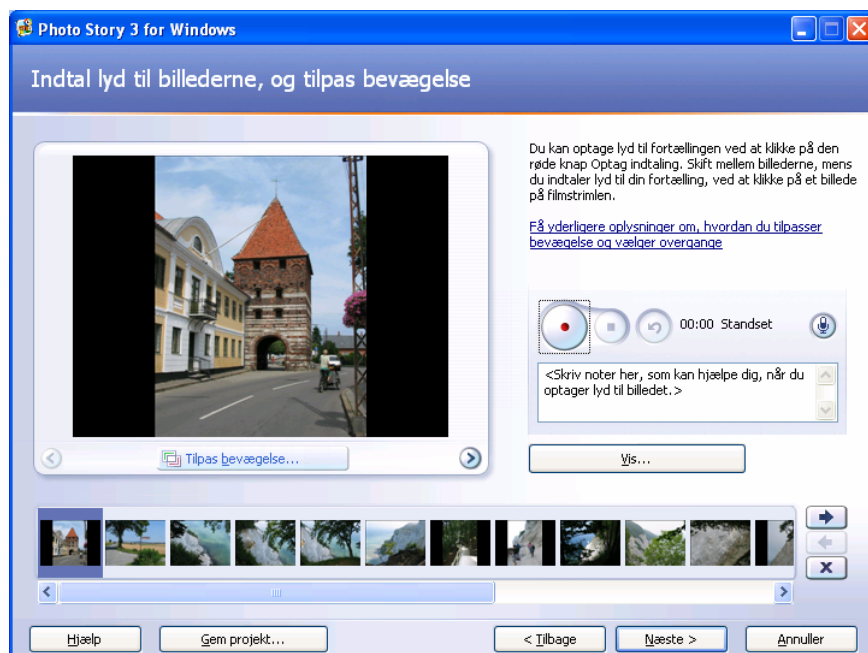 Photo Story 3 for Windows
Indtal lyd til billederne, og tilpas bevægelse
Du kan optage lyd til fortællingen ved at klikke på den
røde knap Optag indtaling. Skift mellem billederne, mens
du indtaler lyd til din fortælling, ved at klikke på et billede
på filmstrimlen.
Få yderligere oplysninger om, hvordan du tilpasser
bevægelse og vælger overgange
00:00 Standset
<Skriv noter her, som kan hjælpe dig, når du
optager lyd til billedet.>
Tilpas bevægelse...
Vis...
Hjælp
Gem projekt...
< Tilbage
Næste >
Annuller